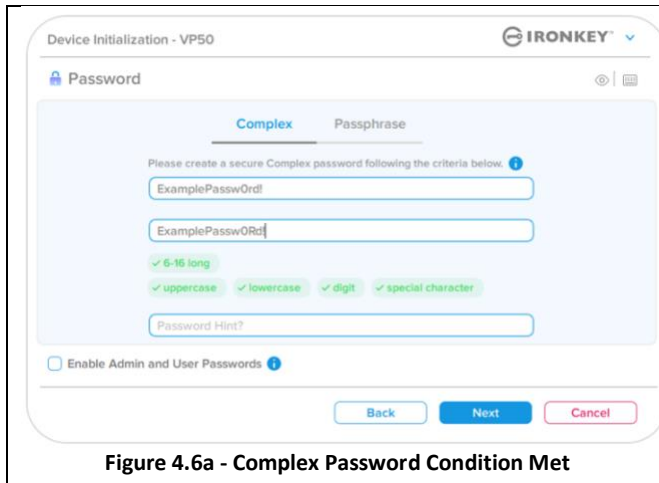 Device Initialization - VP50 IRONKEY™
Password
Complex Passphrase
Please create a secure Complex password following the criteria below.
ExamplePassw0rd!
ExamplePassw0Rd!
✓ 6-16 long
✓ uppercase ✓ lowercase ✓ digit ✓ special character
Password Hint?
Enable Admin and User Passwords
Back Next Cancel
Figure 4.6a - Complex Password Condition Met